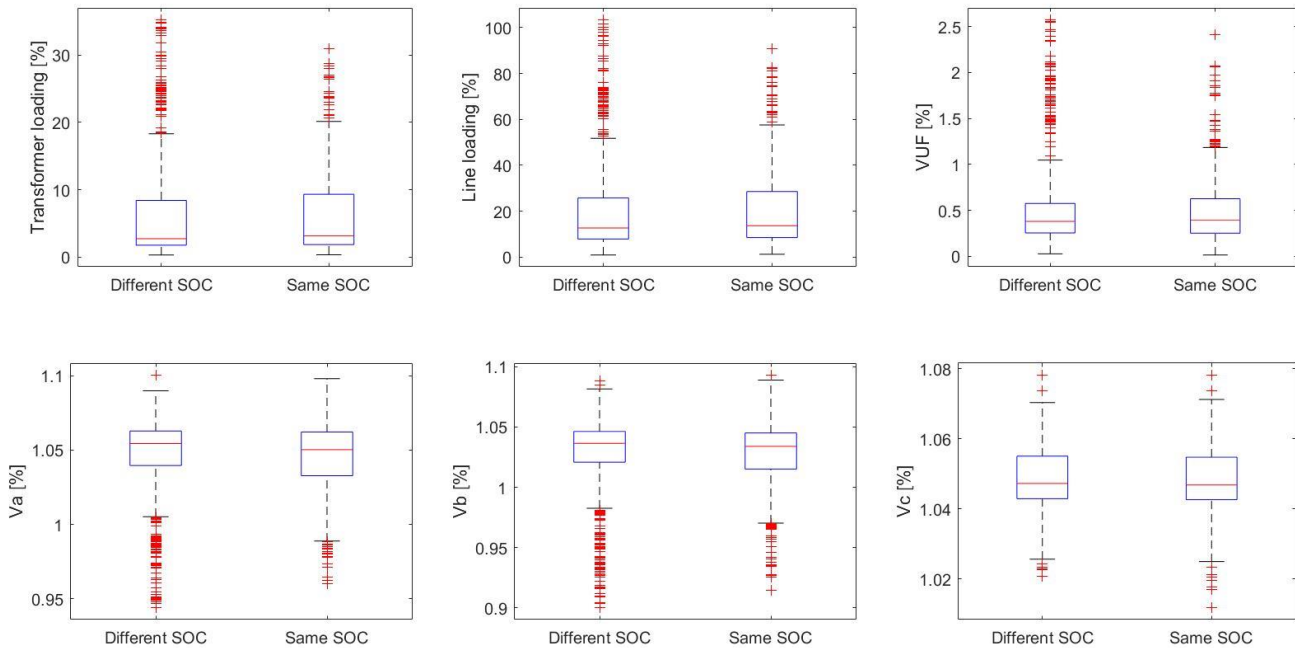 Transformer loading [%]
30
20
10
0
Different SOC
Same SOC
Line loading [%]
100
80
60
40
20
0
Different SOC
Same SOC
VUF [%]
2.5
2
1.5
1
0.5
0
Different SOC
Same SOC
Va [%]
1.1
1.05
1
0.95
Different SOC
Same SOC
Vb [%]
1.1
1.05
1
0.95
0.9
Different SOC
Same SOC
Vc [%]
1.08
1.06
1.04
1.02
Different SOC
Same SOC